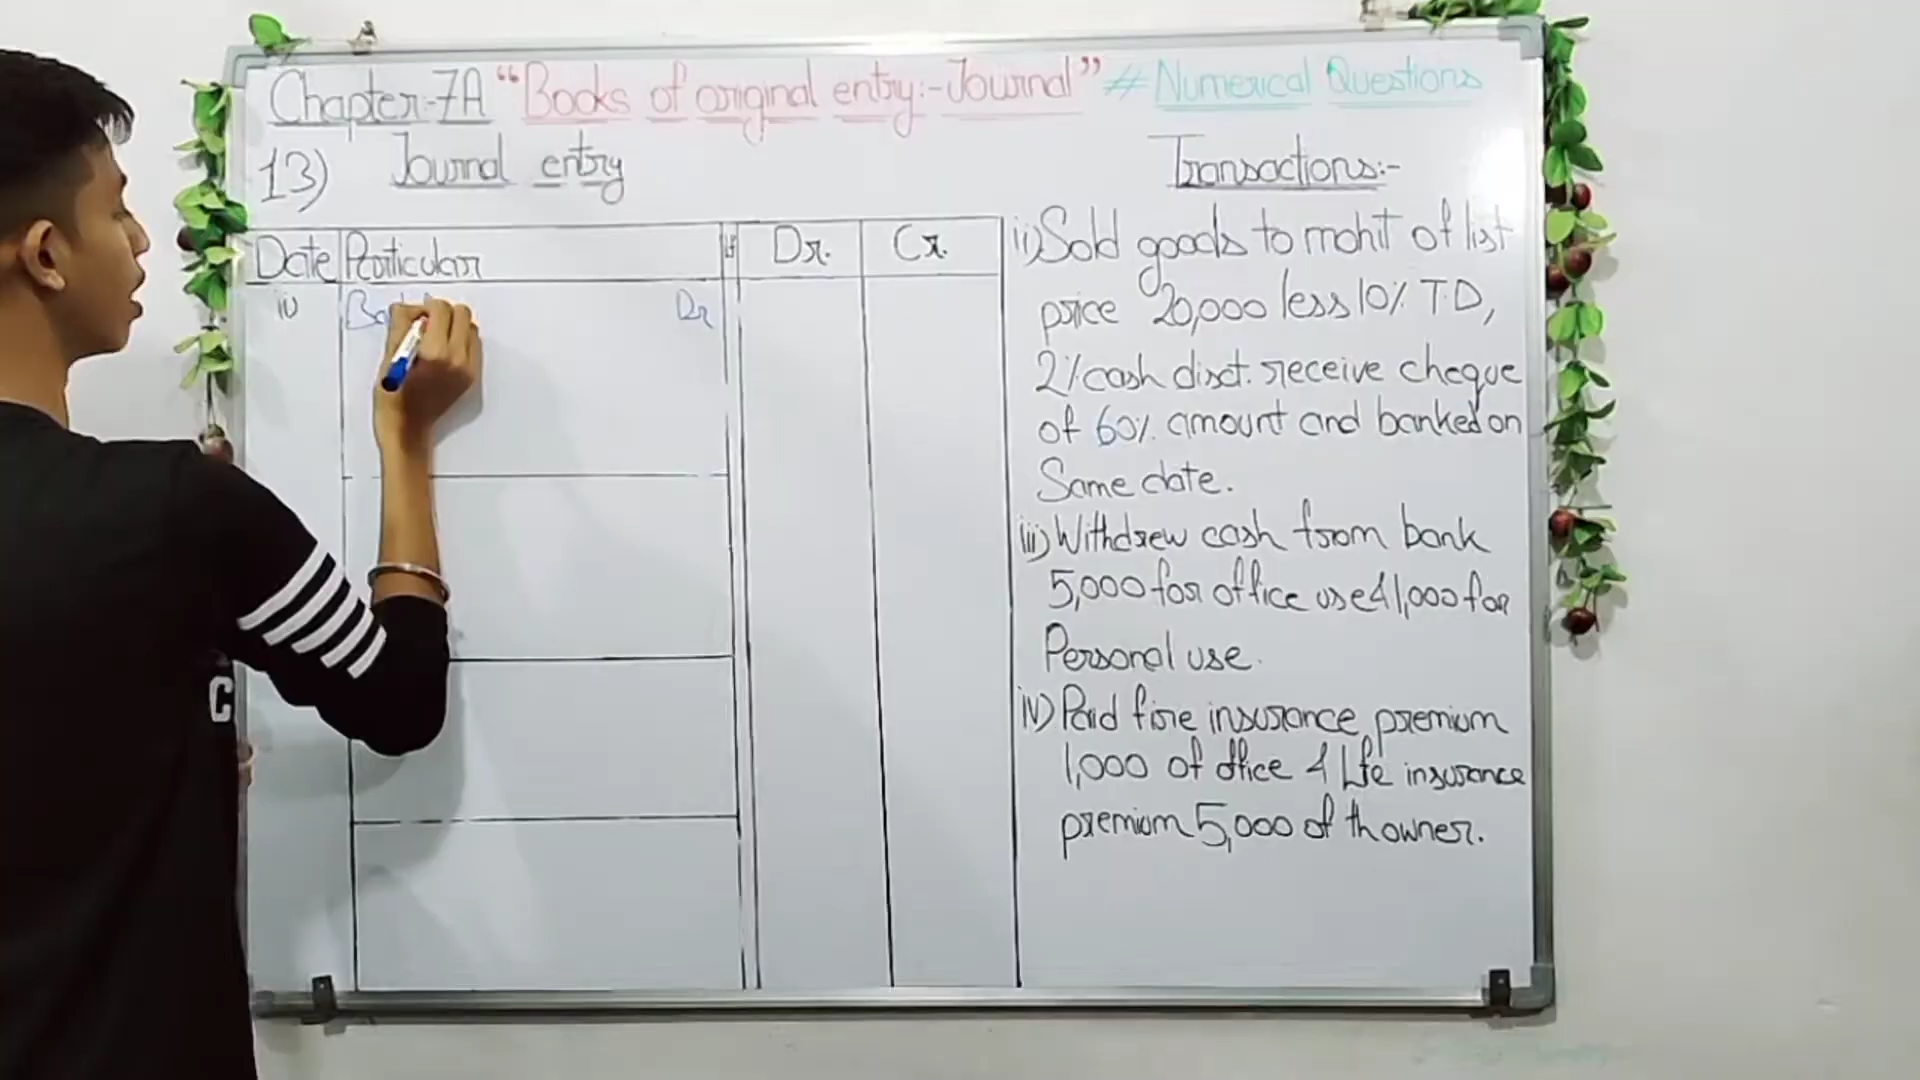 Chapter:-7A "Books of original entry:-Journal" # Numerical Questions
13) Journal entry
Date Particular Dr. Cr.
Dr
Transactions:-
ii) Sold goods to mohit of list
price 20,000 less 10% T.D,
2% cash disct. receive cheque
of 60% amount and banked on
Same date.
iii) Withdrew cash from bank
5,000 for office use & 1,000 for
Personal use.
iv) Paid fire insurance premium
1,000 of office & Life insurance
premium 5,000 of th owner.
C